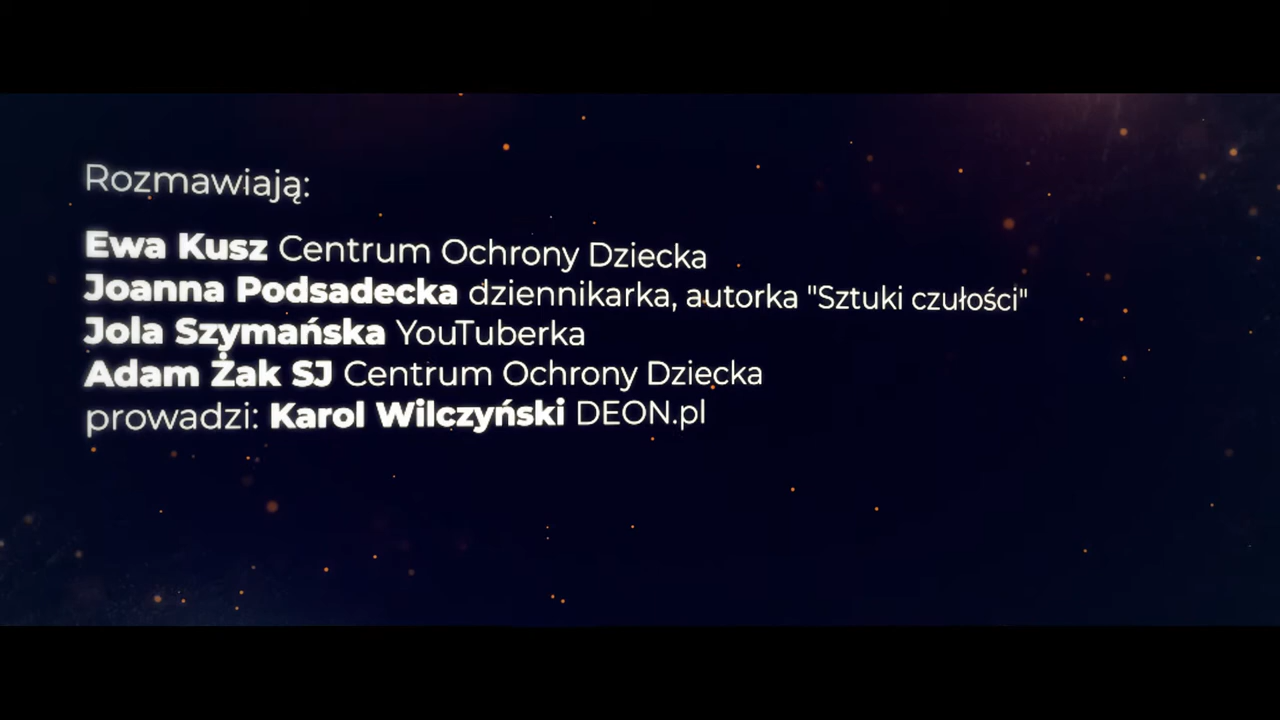 Rozmawiają:
Ewa Kusz Centrum Ochrony Dziecka
Joanna Podsadecka dziennikarka, autorka "Sztuki czułości"
Jola Szymańska YouTuberka
Adam Żak SJ Centrum Ochrony Dziecka
prowadzi: Karol Wilczyński DEON.pl